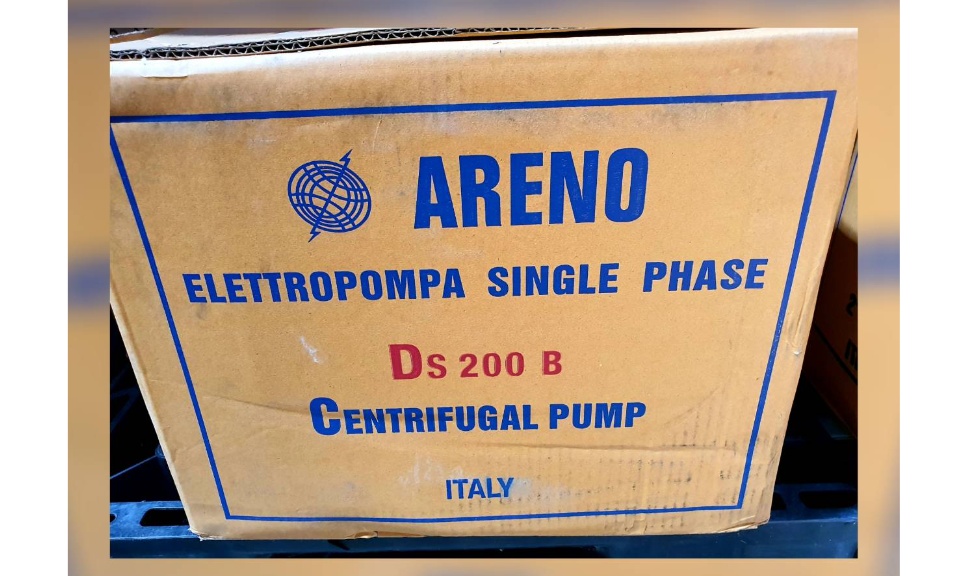 ARENO
ELETTROPOMPA SINGLE PHASE
DS 200 B
CENTRIFUGAL PUMP
ITALY